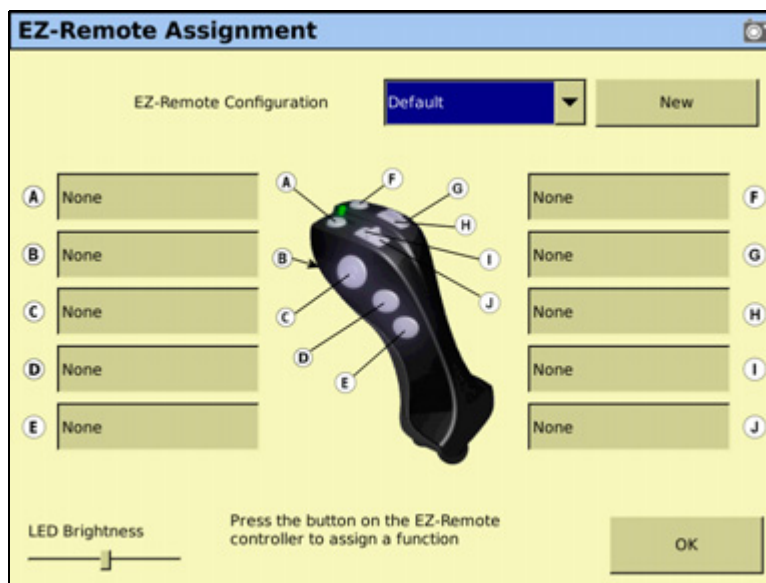 EZ-Remote Assignment
EZ-Remote Configuration Default New
A None
B None
C None
D None
E None
A
B
C
D
E
F
G
H
I
J
None F
None G
None H
None I
None J
LED Brightness
Press the button on the EZ-Remote
controller to assign a function
OK